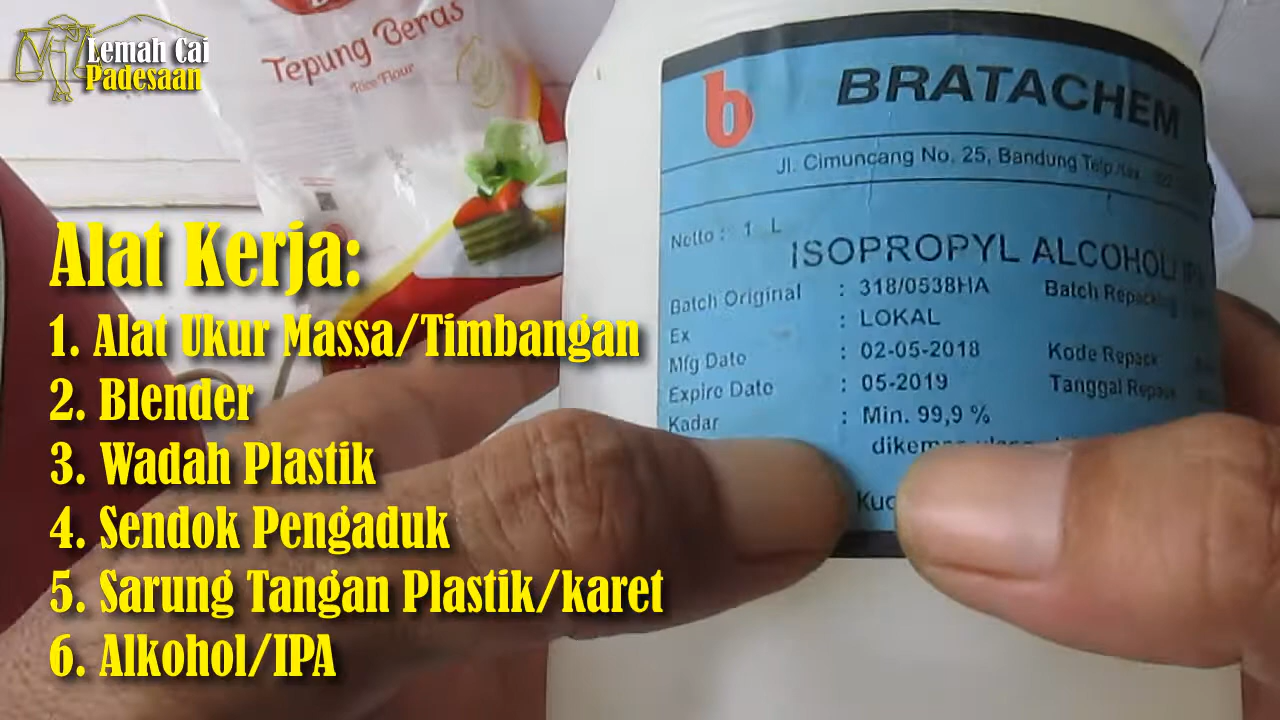 Lemah Cai
Padesaan
Tepung Beras
Rice Flour
b
BRATACHEM
Jl. Cimuncang No. 25, Bandung
Netto : 1 L
ISOPROPYL ALCOHOL/
Batch Original : 318/0538HA
Ex : LOKAL
Mfg Date : 02-05-2018
Expire Date : 05-2019
Kadar : Min. 99,9 %
Kode Repack
Alat Kerja:
1. Alat Ukur Massa/Timbangan
2. Blender
3. Wadah Plastik
4. Sendok Pengaduk
5. Sarung Tangan Plastik/karet
6. Alkohol/IPA